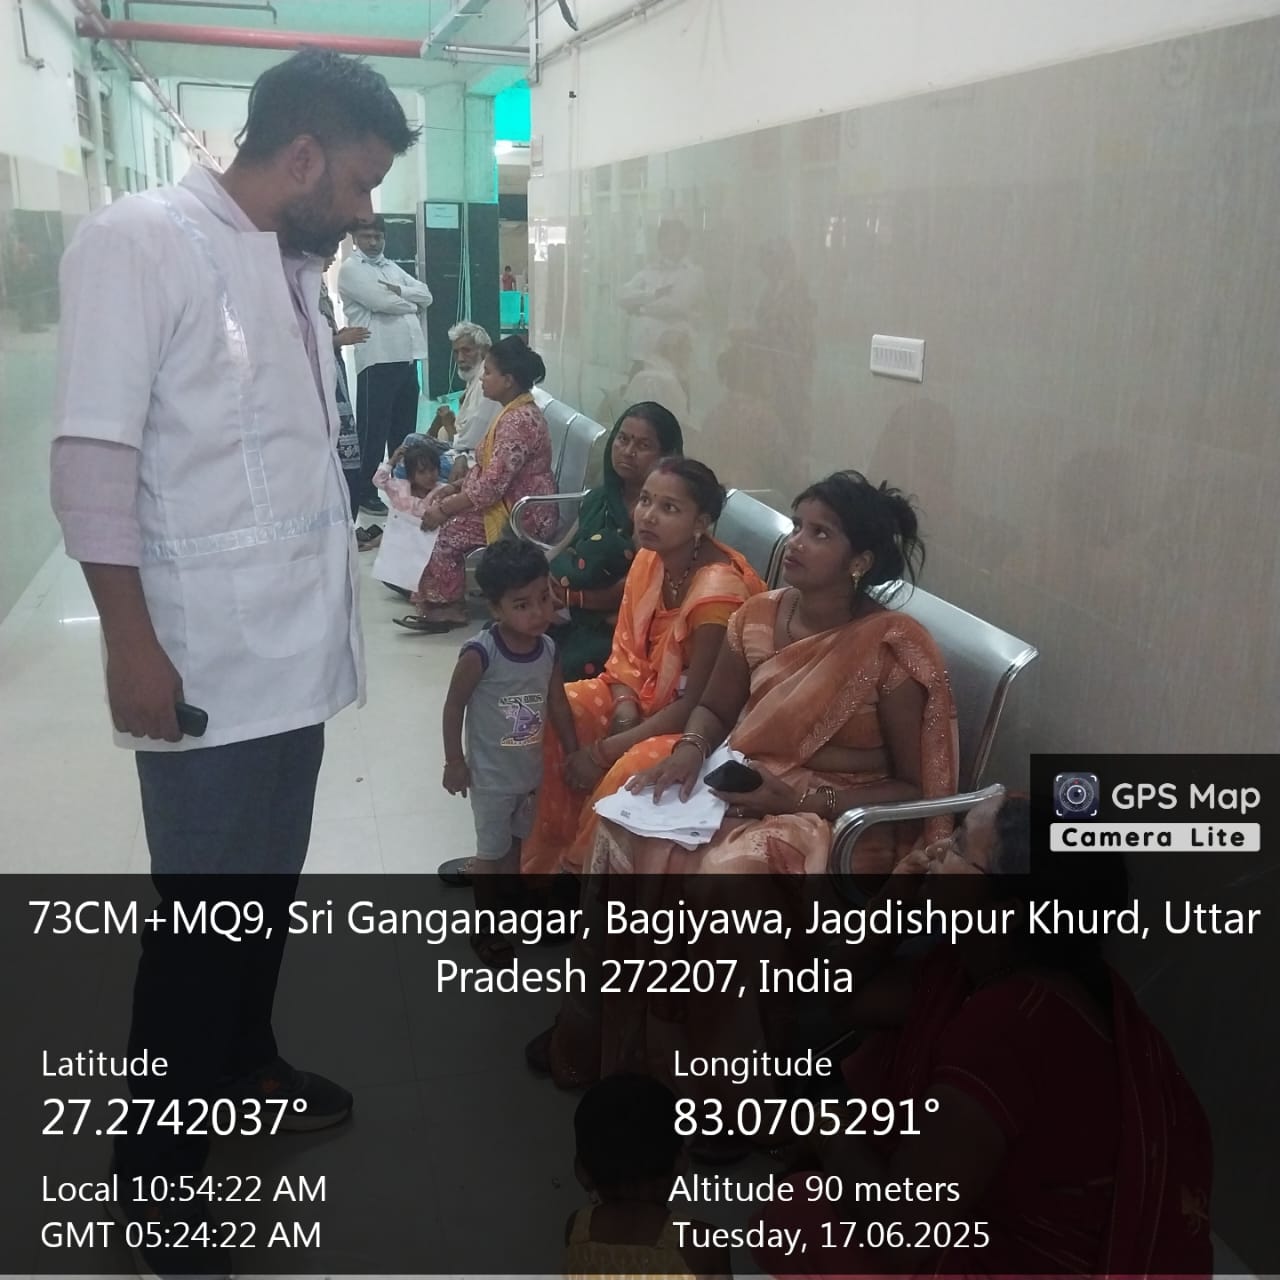 GPS Map
Camera Lite
73CM+MQ9, Sri Ganganagar, Bagiyawa, Jagdishpur Khurd, Uttar
Pradesh 272207, India
Latitude
27.2742037°
Longitude
83.0705291°
Local 10:54:22 AM
GMT 05:24:22 AM
Altitude 90 meters
Tuesday, 17.06.2025